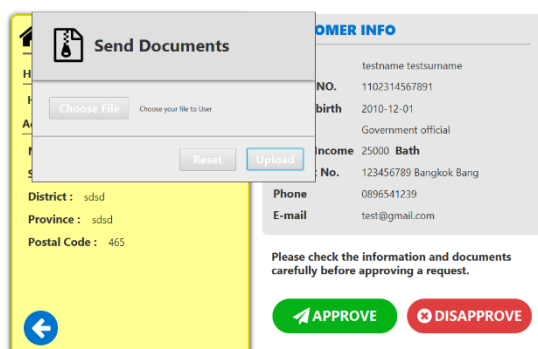 Send Documents
Choose File Choose your file to User
Reset Upload
District : sdsd
Province : sdsd
Postal Code : 465
OMER INFO
testname testsurname
NO. 1102314567891
birth 2010-12-01
Government official
Income 25000 Bath
No. 123456789 Bangkok Bang
Phone 0896541239
E-mail test@gmail.com
Please check the information and documents
carefully before approving a request.
APPROVE DISAPPROVE